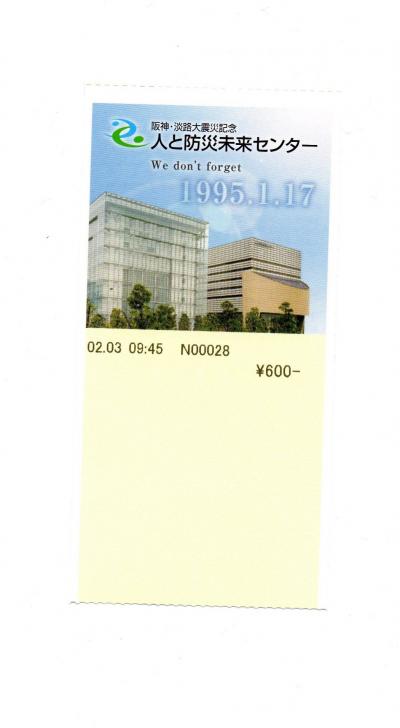 阪神・淡路大震災記念
人と防災未来センター
We don't forget
1995.1.17
02.03 09:45 N00028
¥600-